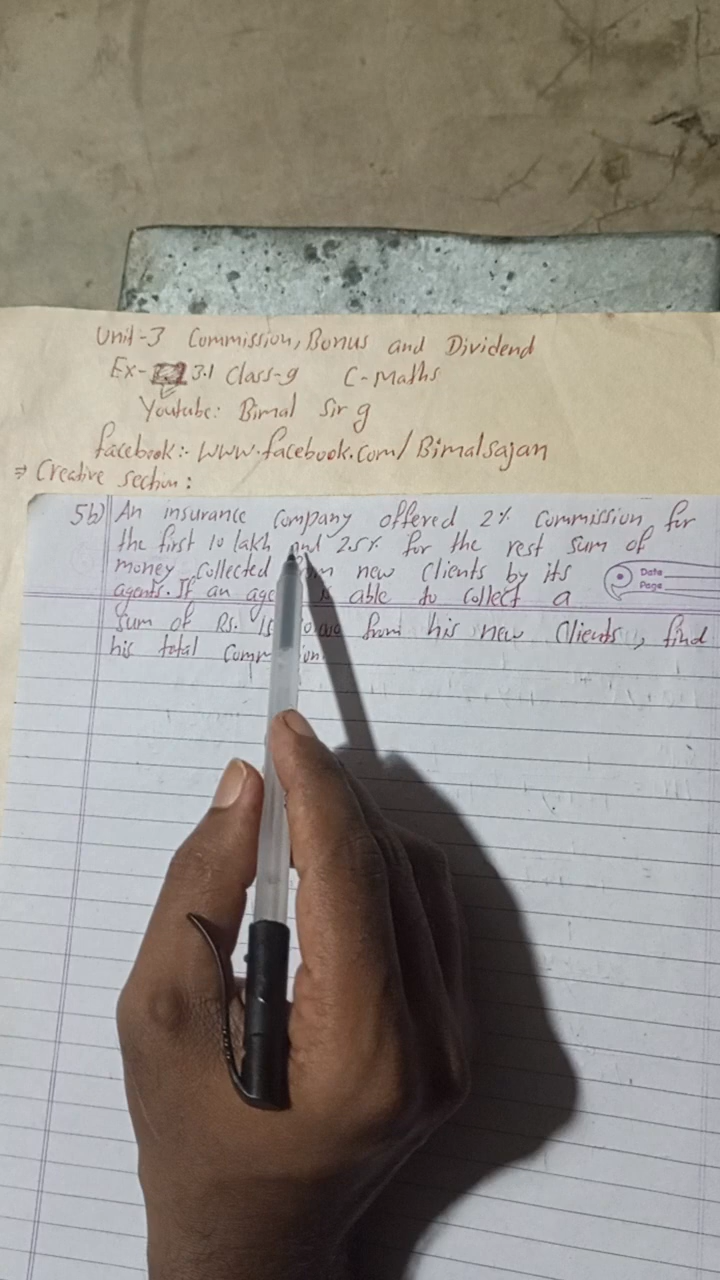 Unit-3 Commission, Bonus and Dividend
Ex- 3.1 Class-9 C-Maths
Youtube: Bimal Sir g
facebook:- www.facebook.com/Bimalsajan
⇒ Creative section:
5b) An insurance company offered 2% Commission for
the first 10 lakh and 2.5% for the rest sum of
money collected new clients by its
agents. If an is able to collect a
sum of Rs. from his new Clients, find
his total
Date
Page